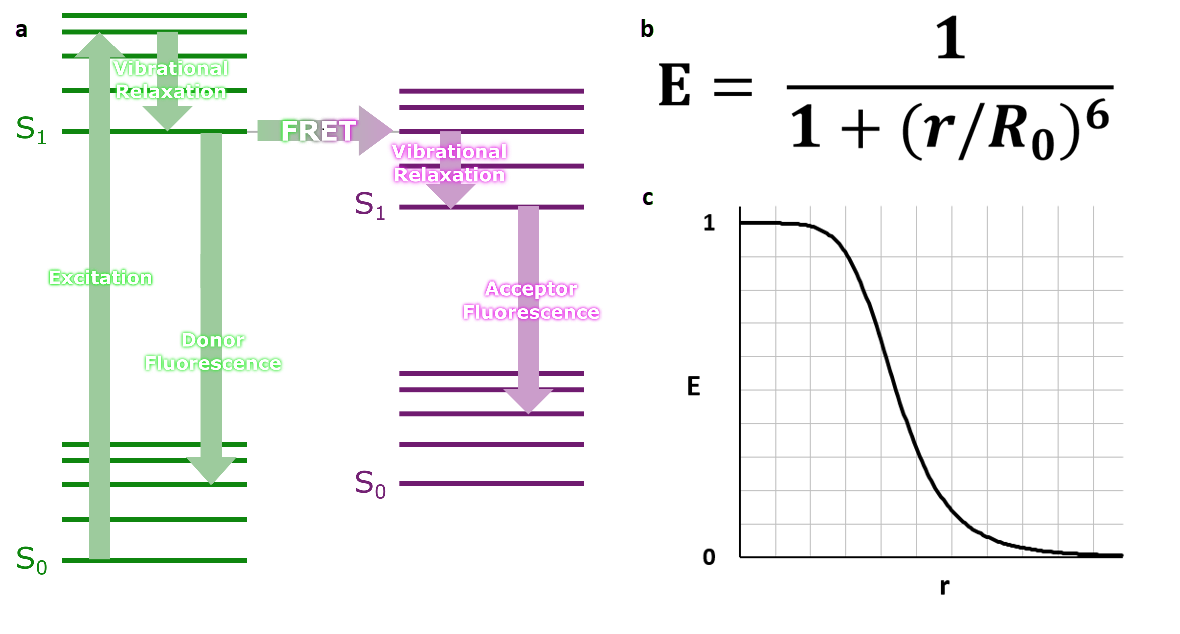 a
Vibrational
Relaxation
S₁
FRET
Vibrational
Relaxation
S₁
Excitation
Acceptor
Fluorescence
Donor
Fluorescence
S₀
S₀
b
E = 1 / 1 + (r/R₀)⁶
c
1
E
0
r